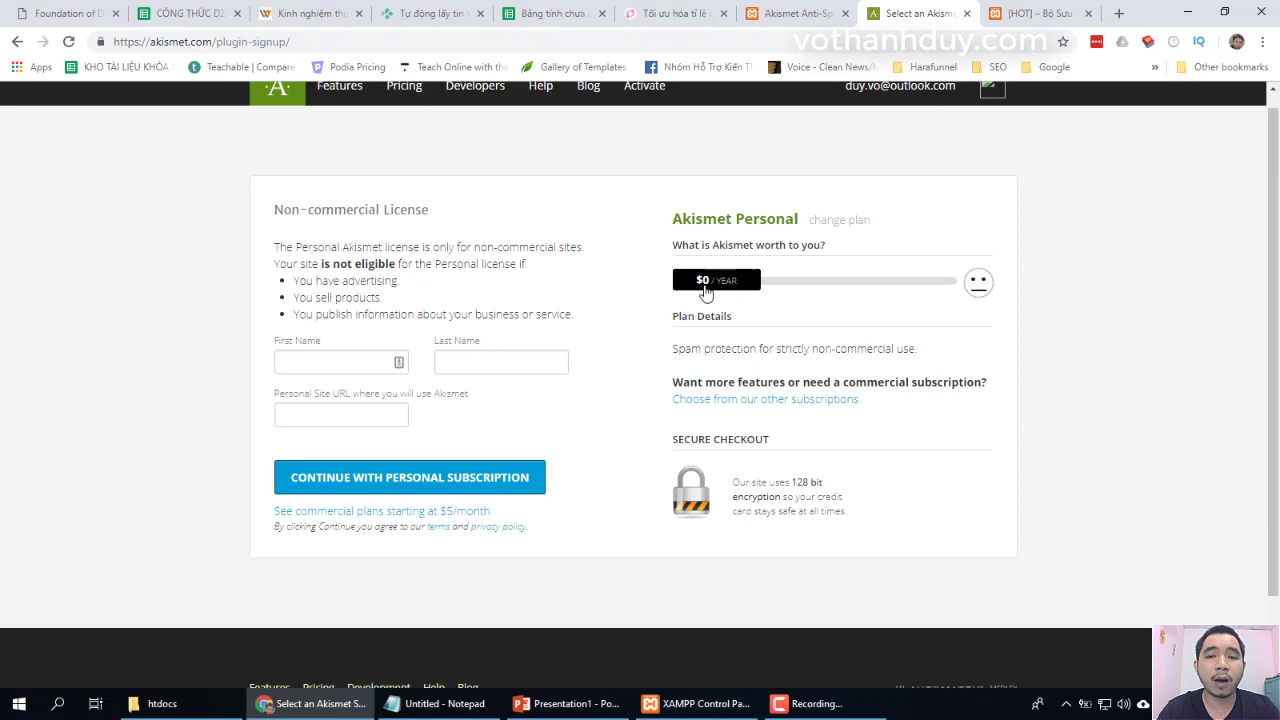 Foundation for a D
CÔNG THỨC DZ
Kinh nghiệm thu
Tự động lấy tin V
Bảng tính chưa c
Tối ưu hóa tỉ lệ c
Akismet Anti-Sp
Select an Akisme
[HOT] – Bộ Sưu
https://akismet.com/plugin-signup/
vothanhduy.com
Apps
KHO TÀI LIỆU KHÓA
Teachable | Compare
Podia Pricing
Teach Online with the
Gallery of Templates
Nhóm Hỗ Trợ Kiến T
Voice - Clean News/M
Harafunnel
SEO
Google
Other bookmarks
A
Features
Pricing
Developers
Help
Blog
Activate
duy.vo@outlook.com
Non-commercial License
The Personal Akismet license is only for non-commercial sites.
Your site is not eligible for the Personal license if:
You have advertising.
You sell products.
You publish information about your business or service.
First Name
Last Name
Personal Site URL where you will use Akismet
CONTINUE WITH PERSONAL SUBSCRIPTION
See commercial plans starting at $5/month
By clicking Continue you agree to our terms and privacy policy.
Akismet Personal change plan
What is Akismet worth to you?
$0 / YEAR
Plan Details
Spam protection for strictly non-commercial use.
Want more features or need a commercial subscription?
Choose from our other subscriptions.
SECURE CHECKOUT
Our site uses 128 bit
encryption so your credit
card stays safe at all times.
Features
Pricing
Development
Help
Blog
AN AUTOMATTIC MEDLEY
htdocs
Select an Akismet S...
Untitled - Notepad
Presentation1 - Po...
XAMPP Control Pa...
Recording...